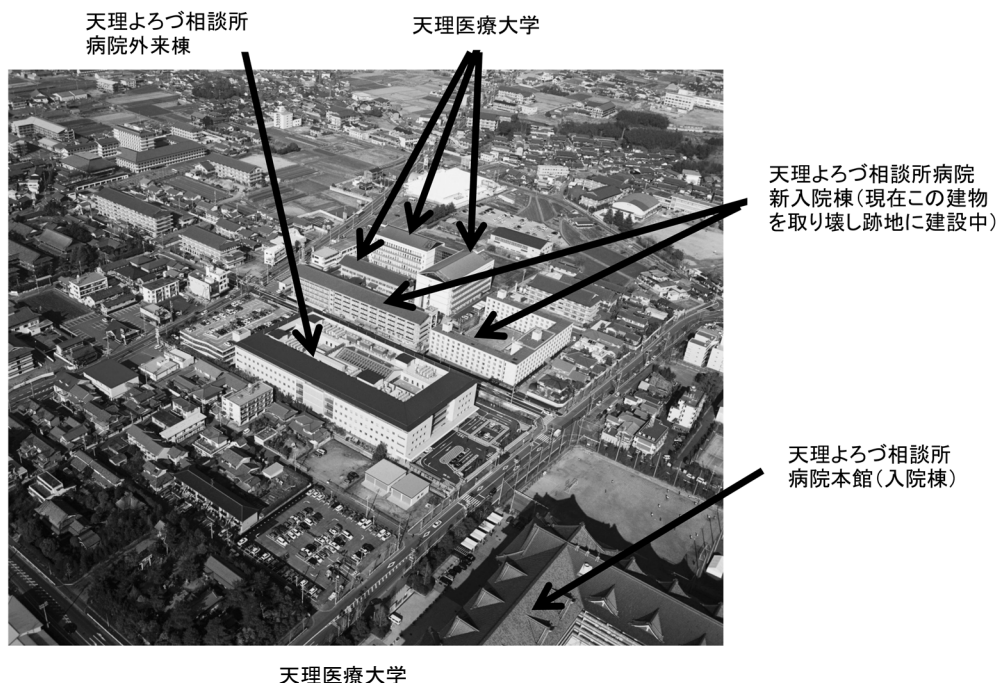 天理よろづ相談所
病院外来棟
天理医療大学
天理よろづ相談所病院
新入院棟(現在この建物
を取り壊し跡地に建設中)
天理よろづ相談所
病院本館(入院棟)
天理医療大学